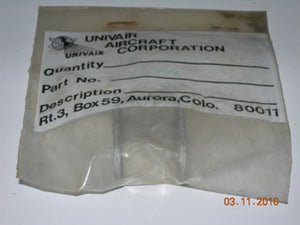 UNIVAIR
AIRCRAFT
CORPORATION
UNIVAIR
Quantity
Part No.
Description
Rt.3, Box 59, Aurora, Colo. 80011
03.11.2010